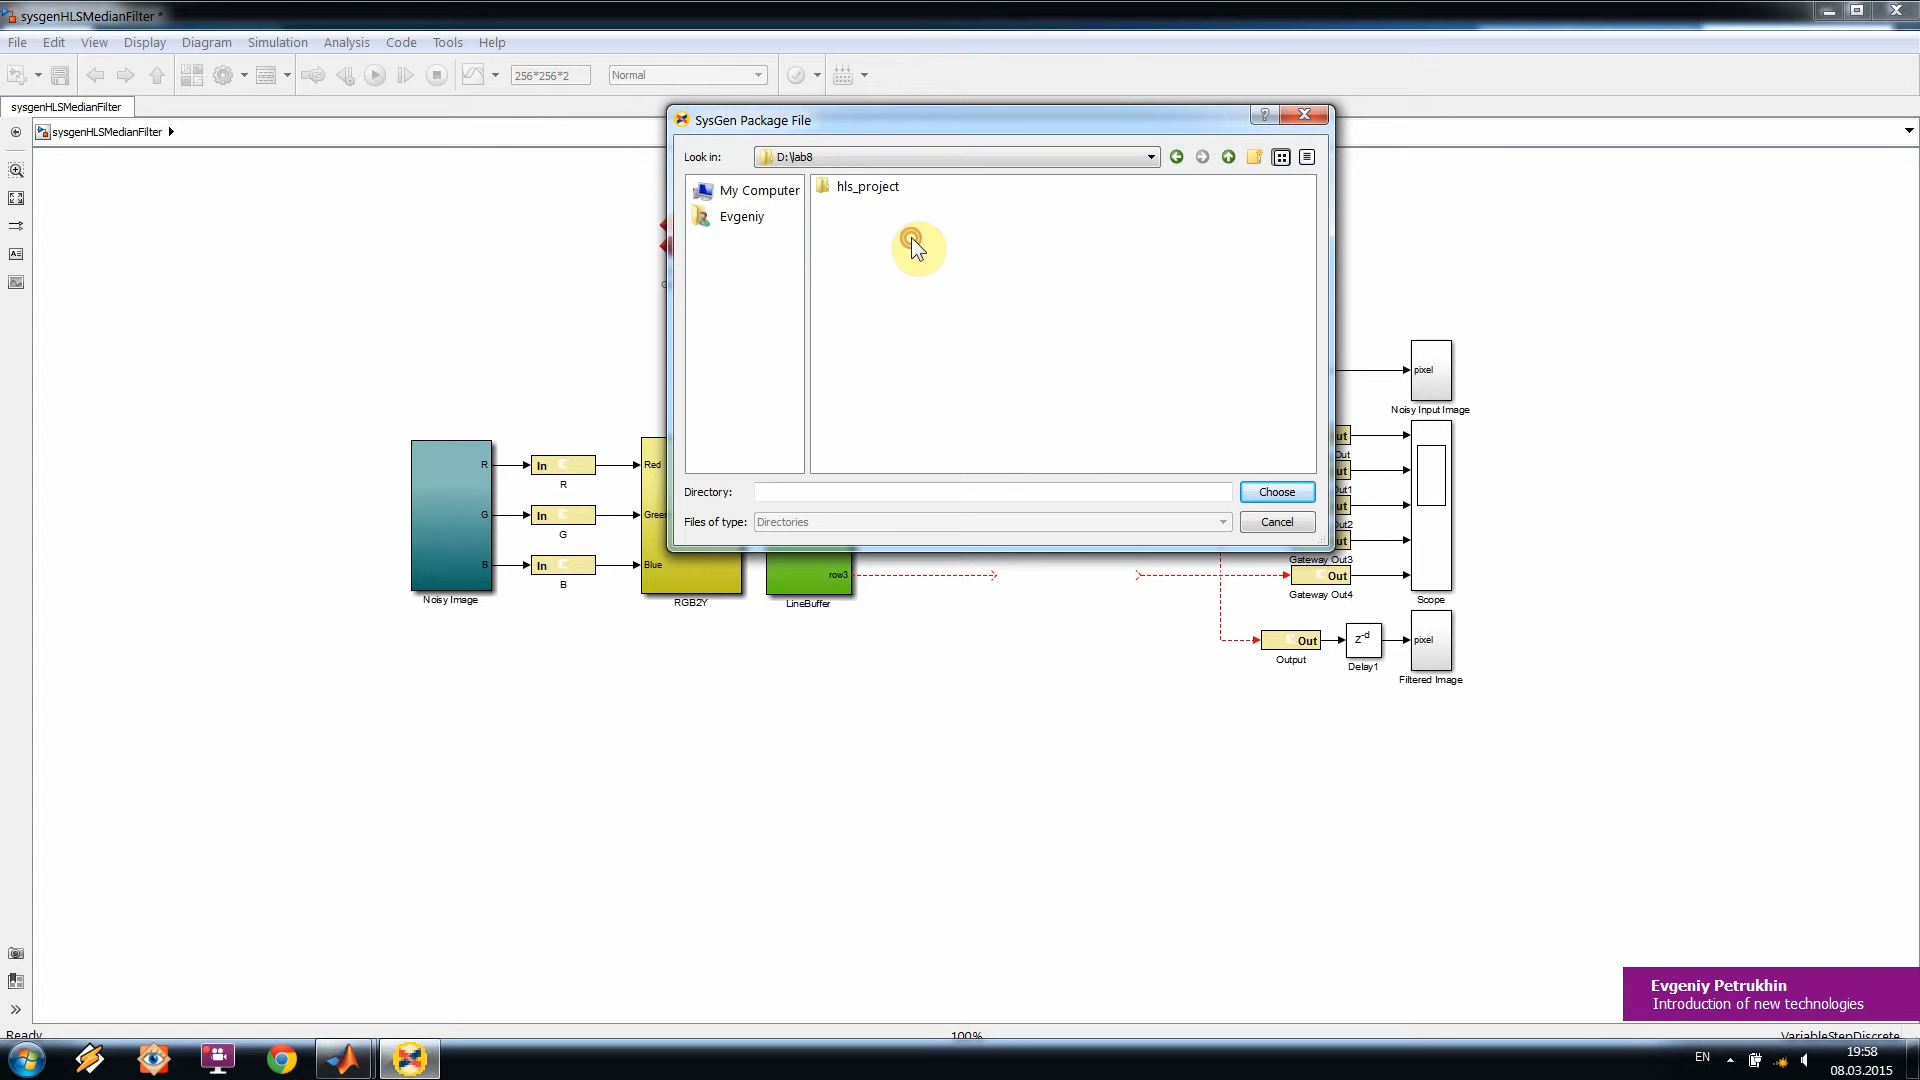 sysgenHLSMedianFilter *
File Edit View Display Diagram Simulation Analysis Code Tools Help
256*256*2 Normal
sysgenHLSMedianFilter
sysgenHLSMedianFilter
SysGen Package File
Look in: D:\lab8
My Computer
Evgeniy
hls_project
Directory: Choose
Files of type: Directories Cancel
R
G
B
Noisy Image
In
R
In
G
In
B
Red
Green
Blue
RGB2Y
row3
LineBuffer
pixel
Noisy Input Image
Out
Gateway Out3
Out
Gateway Out4
Scope
Out
Output
z-d
Delay1
pixel
Filtered Image
Evgeniy Petrukhin
Introduction of new technologies
Ready 100% VariableStepDiscrete
EN 19:58
08.03.2015